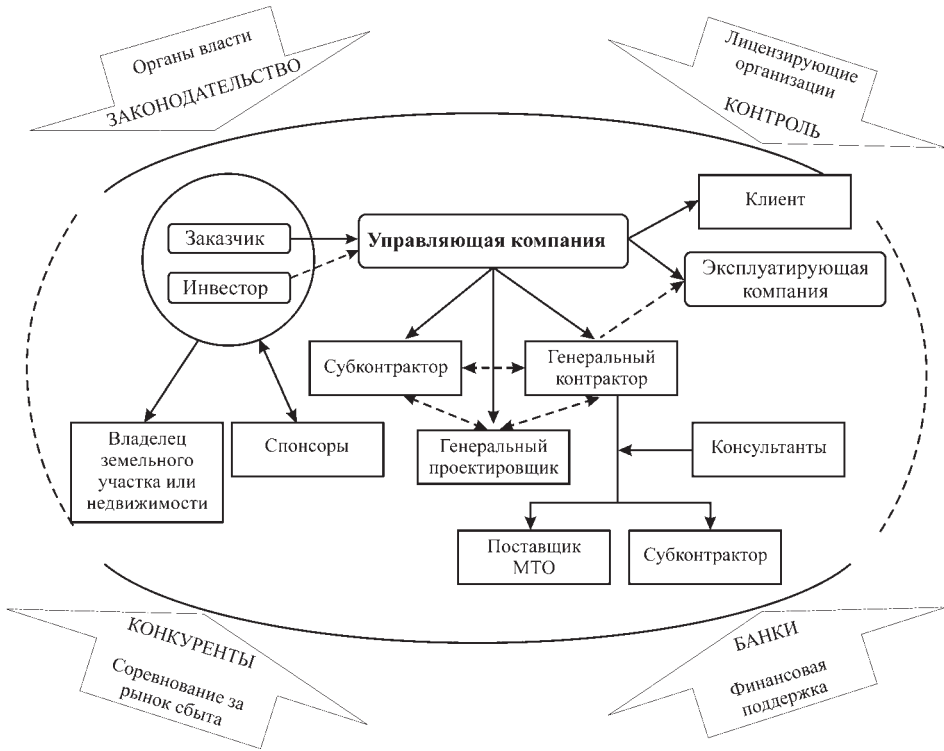 Органы власти
ЗАКОНОДАТЕЛЬСТВО
Лицензирующие
организации
КОНТРОЛЬ
Клиент
Заказчик
Управляющая компания
Инвестор
Эксплуатирующая
компания
Субконтрактор
Генеральный
контрактор
Владелец
земельного
участка или
недвижимости
Спонсоры
Генеральный
проектировщик
Консультанты
Поставщик
МТО
Субконтрактор
КОНКУРЕНТЫ
Соревнование за
рынок сбыта
БАНКИ
Финансовая
поддержка